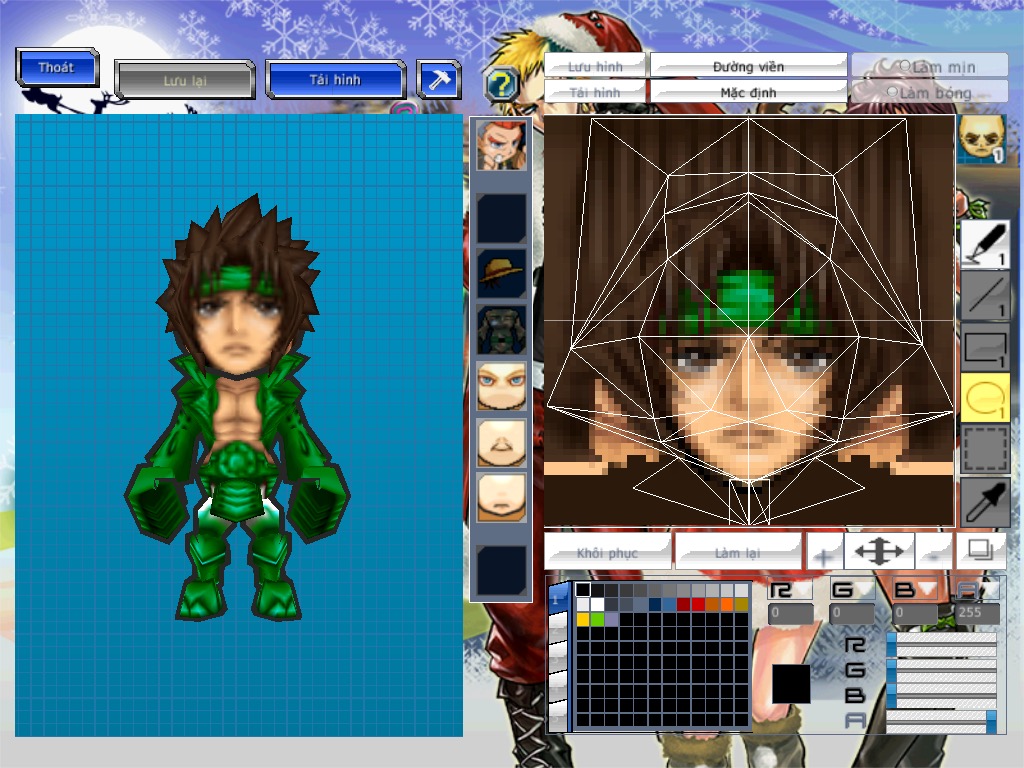 Thoát
Lưu lại
Tải hình
?
Lưu hình
Đường viền
Làm mịn
Tải hình
Mặc định
Làm bóng
1
1
1
1
1
Khôi phục
Làm lại
+
-
1
R
G
B
A
0
0
0
255
R
G
B
A